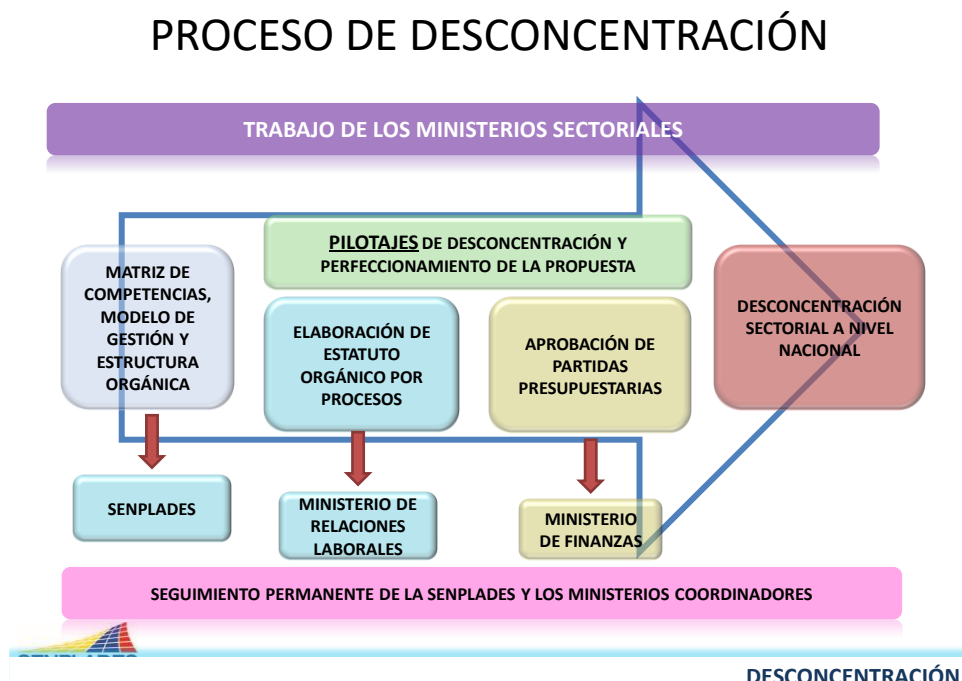 PROCESO DE DESCONCENTRACIÓN
TRABAJO DE LOS MINISTERIOS SECTORIALES
PILOTAJES DE DESCONCENTRACIÓN Y
PERFECCIONAMIENTO DE LA PROPUESTA
MATRIZ DE
COMPETENCIAS,
MODELO DE
GESTIÓN Y
ESTRUCTURA
ORGÁNICA
ELABORACIÓN DE
ESTATUTO
ORGÁNICO POR
PROCESOS
APROBACIÓN DE
PARTIDAS
PRESUPUESTARIAS
DESCONCENTRACIÓN
SECTORIAL A NIVEL
NACIONAL
SENPLADES
MINISTERIO DE
RELACIONES
LABORALES
MINISTERIO
DE FINANZAS
SEGUIMIENTO PERMANENTE DE LA SENPLADES Y LOS MINISTERIOS COORDINADORES
DESCONCENTRACIÓN